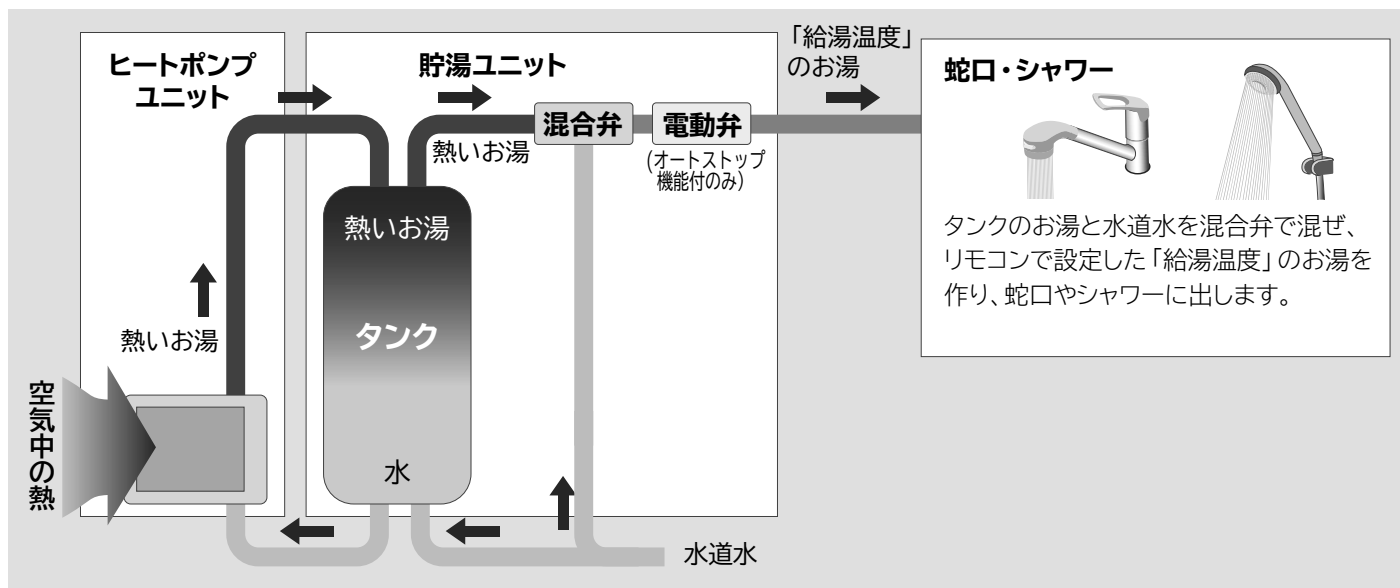 ヒートポンプ
ユニット
貯湯ユニット
「給湯温度」
のお湯
蛇口・シャワー
混合弁
電動弁
(オートストップ
機能付のみ)
熱いお湯
熱いお湯
タンク
水
熱いお湯
空気中の熱
水道水
タンクのお湯と水道水を混合弁で混ぜ、
リモコンで設定した「給湯温度」のお湯を
作り、蛇口やシャワーに出します。